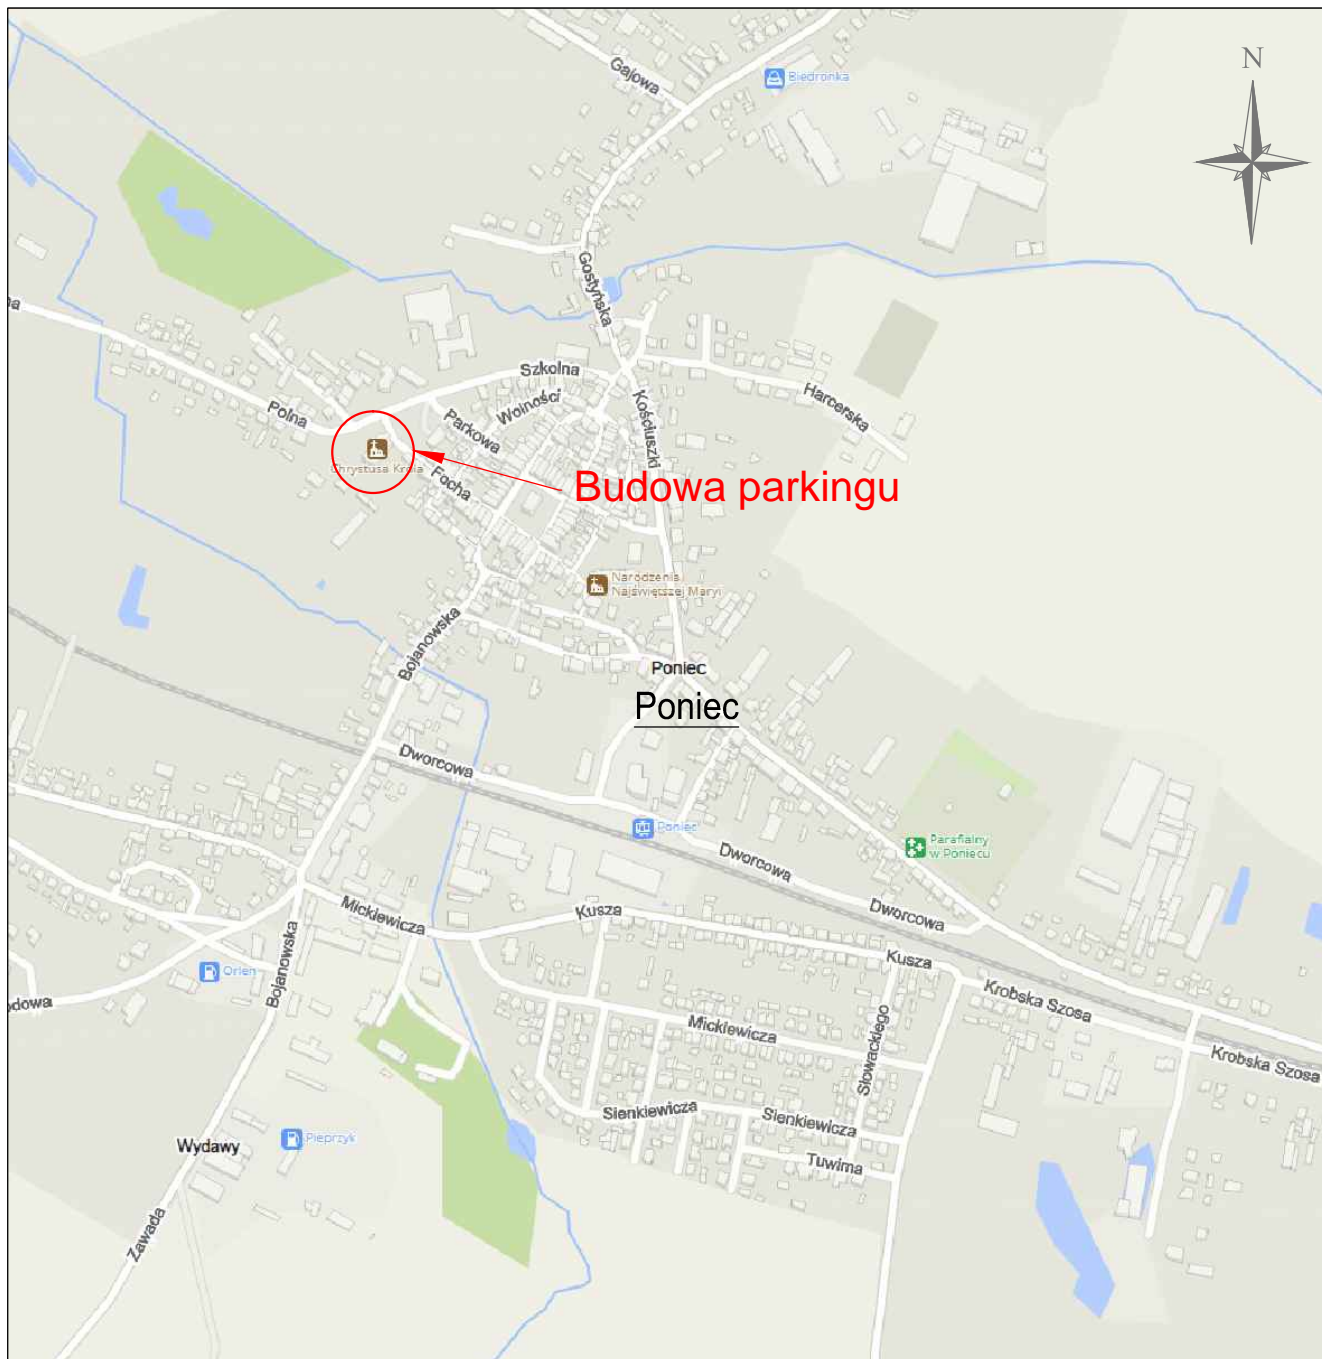 Gajowa
Biedronka
N
Gostyńska
na
Szkolna
Wolności
Kościuszki
Harcerska
Polna
Parkowa
Chrystusa Króla
Focha
Budowa parkingu
Narodzenia
Najświętszej Maryi
Bojanowska
Poniec
Poniec
Dworcowa
Poniec
Dworcowa
Parafialny
w Poniecu
Mickiewicza
Kusza
Dworcowa
Orlen
Bojanowska
Kusza
odowa
Krobska Szosa
Mickiewicza
Słowackiego
Krobska Szosa
Sienkiewicza
Sienkiewicza
Wydawy
Pieprzyk
Tuwima
Zawada